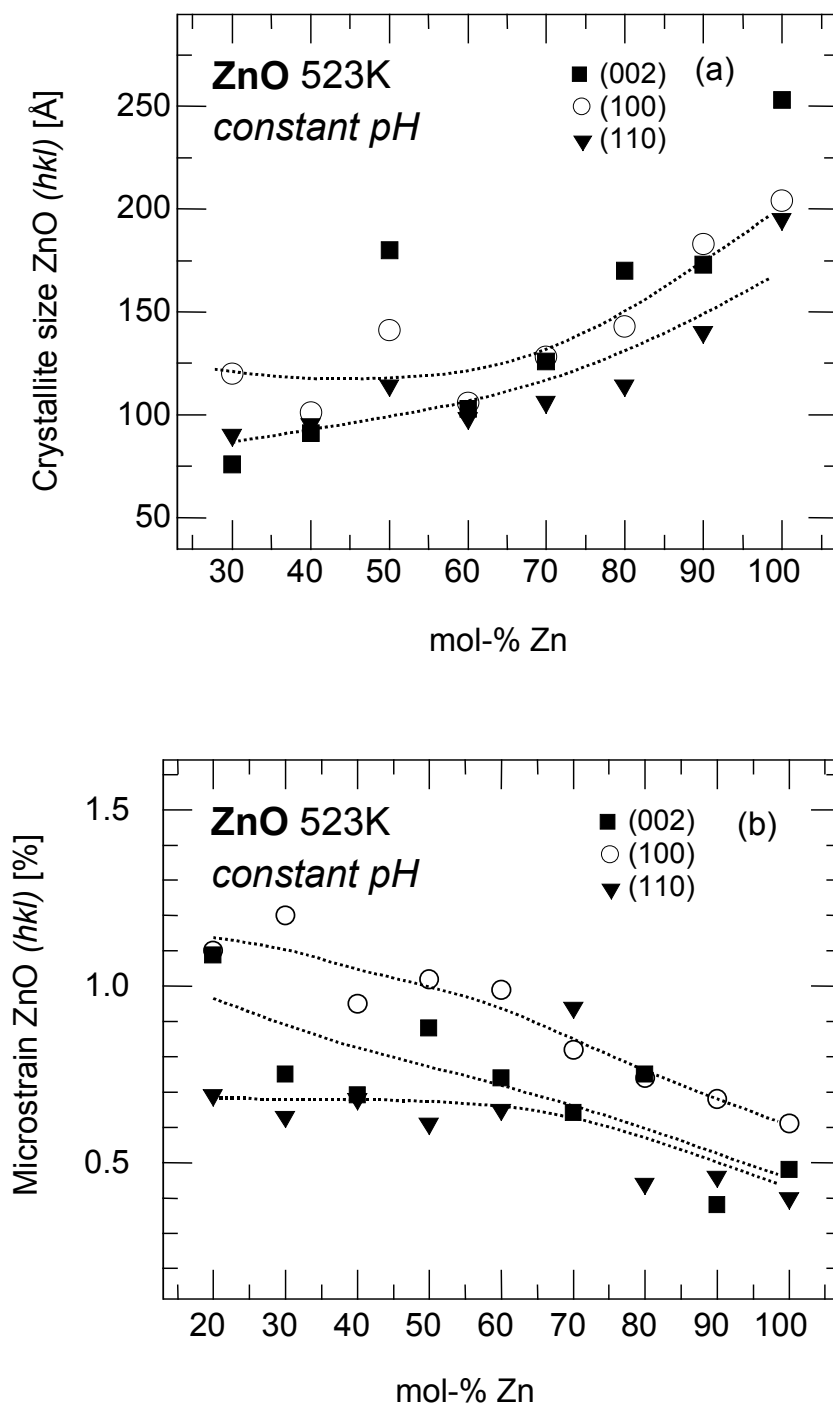 ZnO 523K
constant pH
(002)
(100)
(110)
(a)
Crystallite size ZnO (hkl) [Å]
250
200
150
100
50
30 40 50 60 70 80 90 100
mol-% Zn
ZnO 523K
constant pH
(002)
(100)
(110)
(b)
Microstrain ZnO (hkl) [%]
1.5
1.0
0.5
20 30 40 50 60 70 80 90 100
mol-% Zn